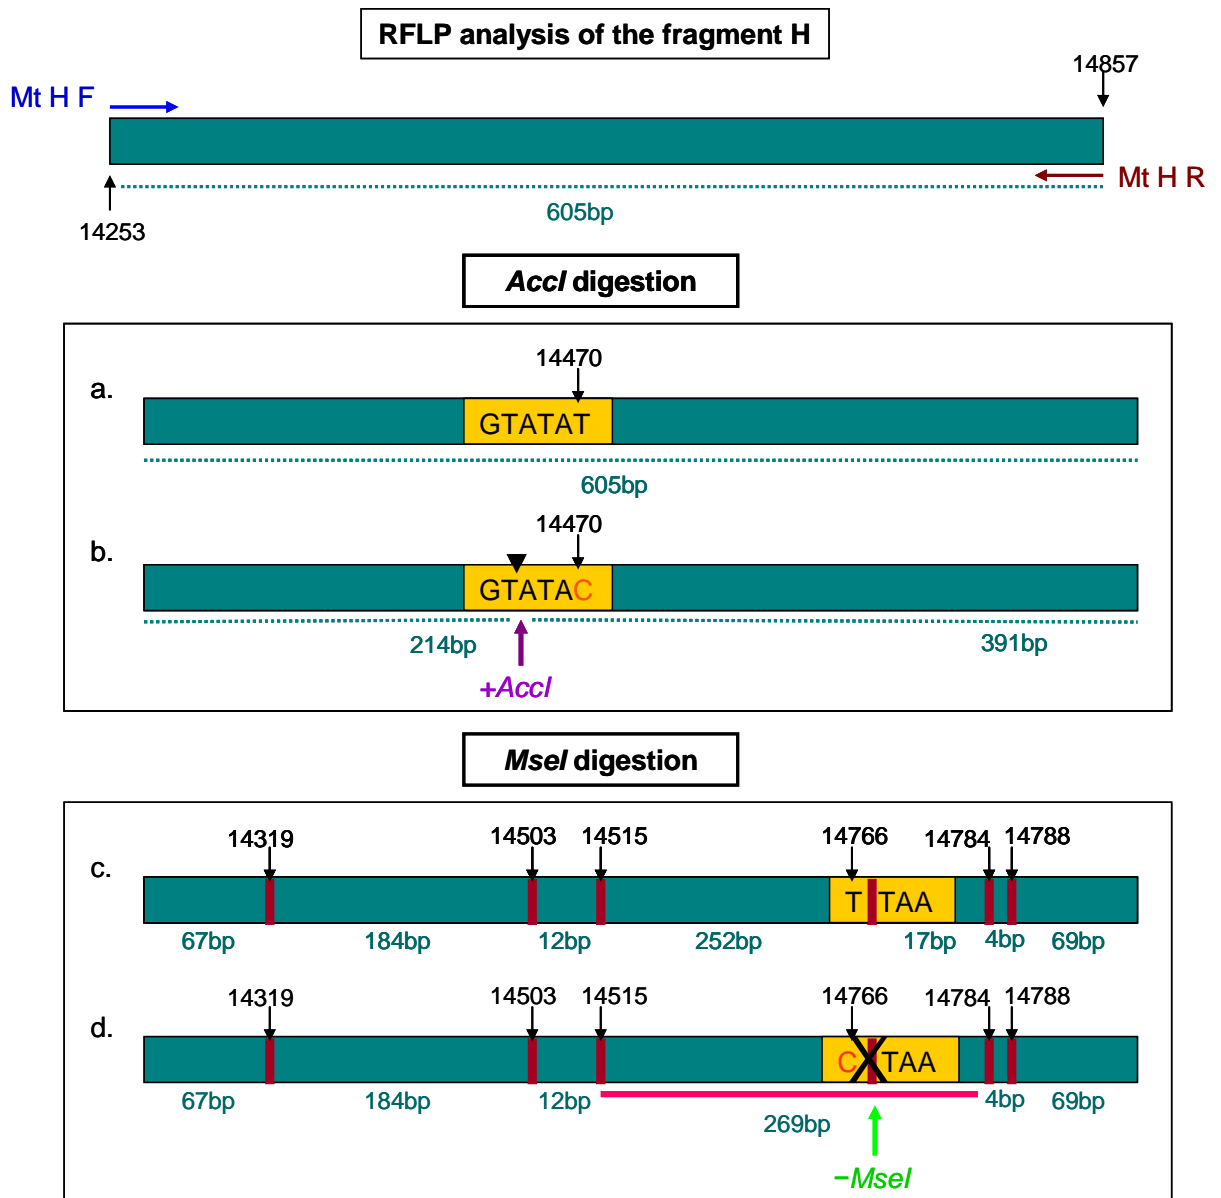 RFLP analysis of the fragment H
14857
Mt H F
Mt H R
605bp
14253
AccI digestion
14470
a.
GTATAT
605bp
14470
b.
GTATAC
214bp
391bp
+AccI
MseI digestion
14319 14503 14515 14766 14784 14788
c.
T TAA
67bp 184bp 12bp 252bp 17bp 4bp 69bp
14319 14503 14515 14766 14784 14788
d.
C TAA
67bp 184bp 12bp 4bp 69bp
269bp
−MseI